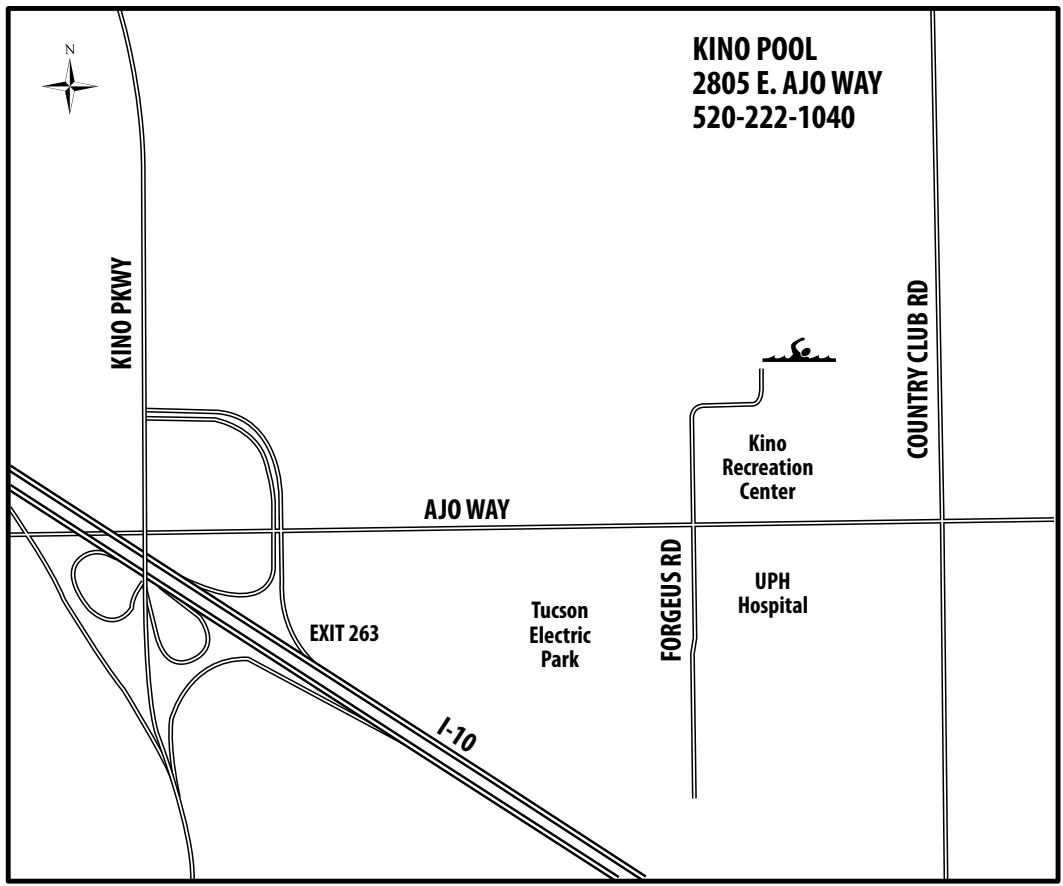 N
KINO POOL
2805 E. AJO WAY
520-222-1040
KINO PKWY
COUNTRY CLUB RD
Kino
Recreation
Center
AJO WAY
FORGEUS RD
UPH
Hospital
Tucson
Electric
Park
EXIT 263
I-10